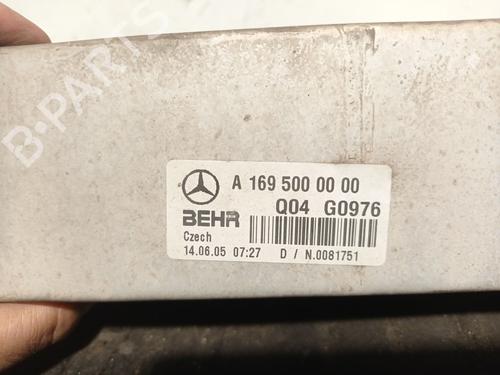 B-PARTS
A 169 500 00 00
Q04 G0976
BEHR
Czech
14.06.05 07:27 D / N.0081751